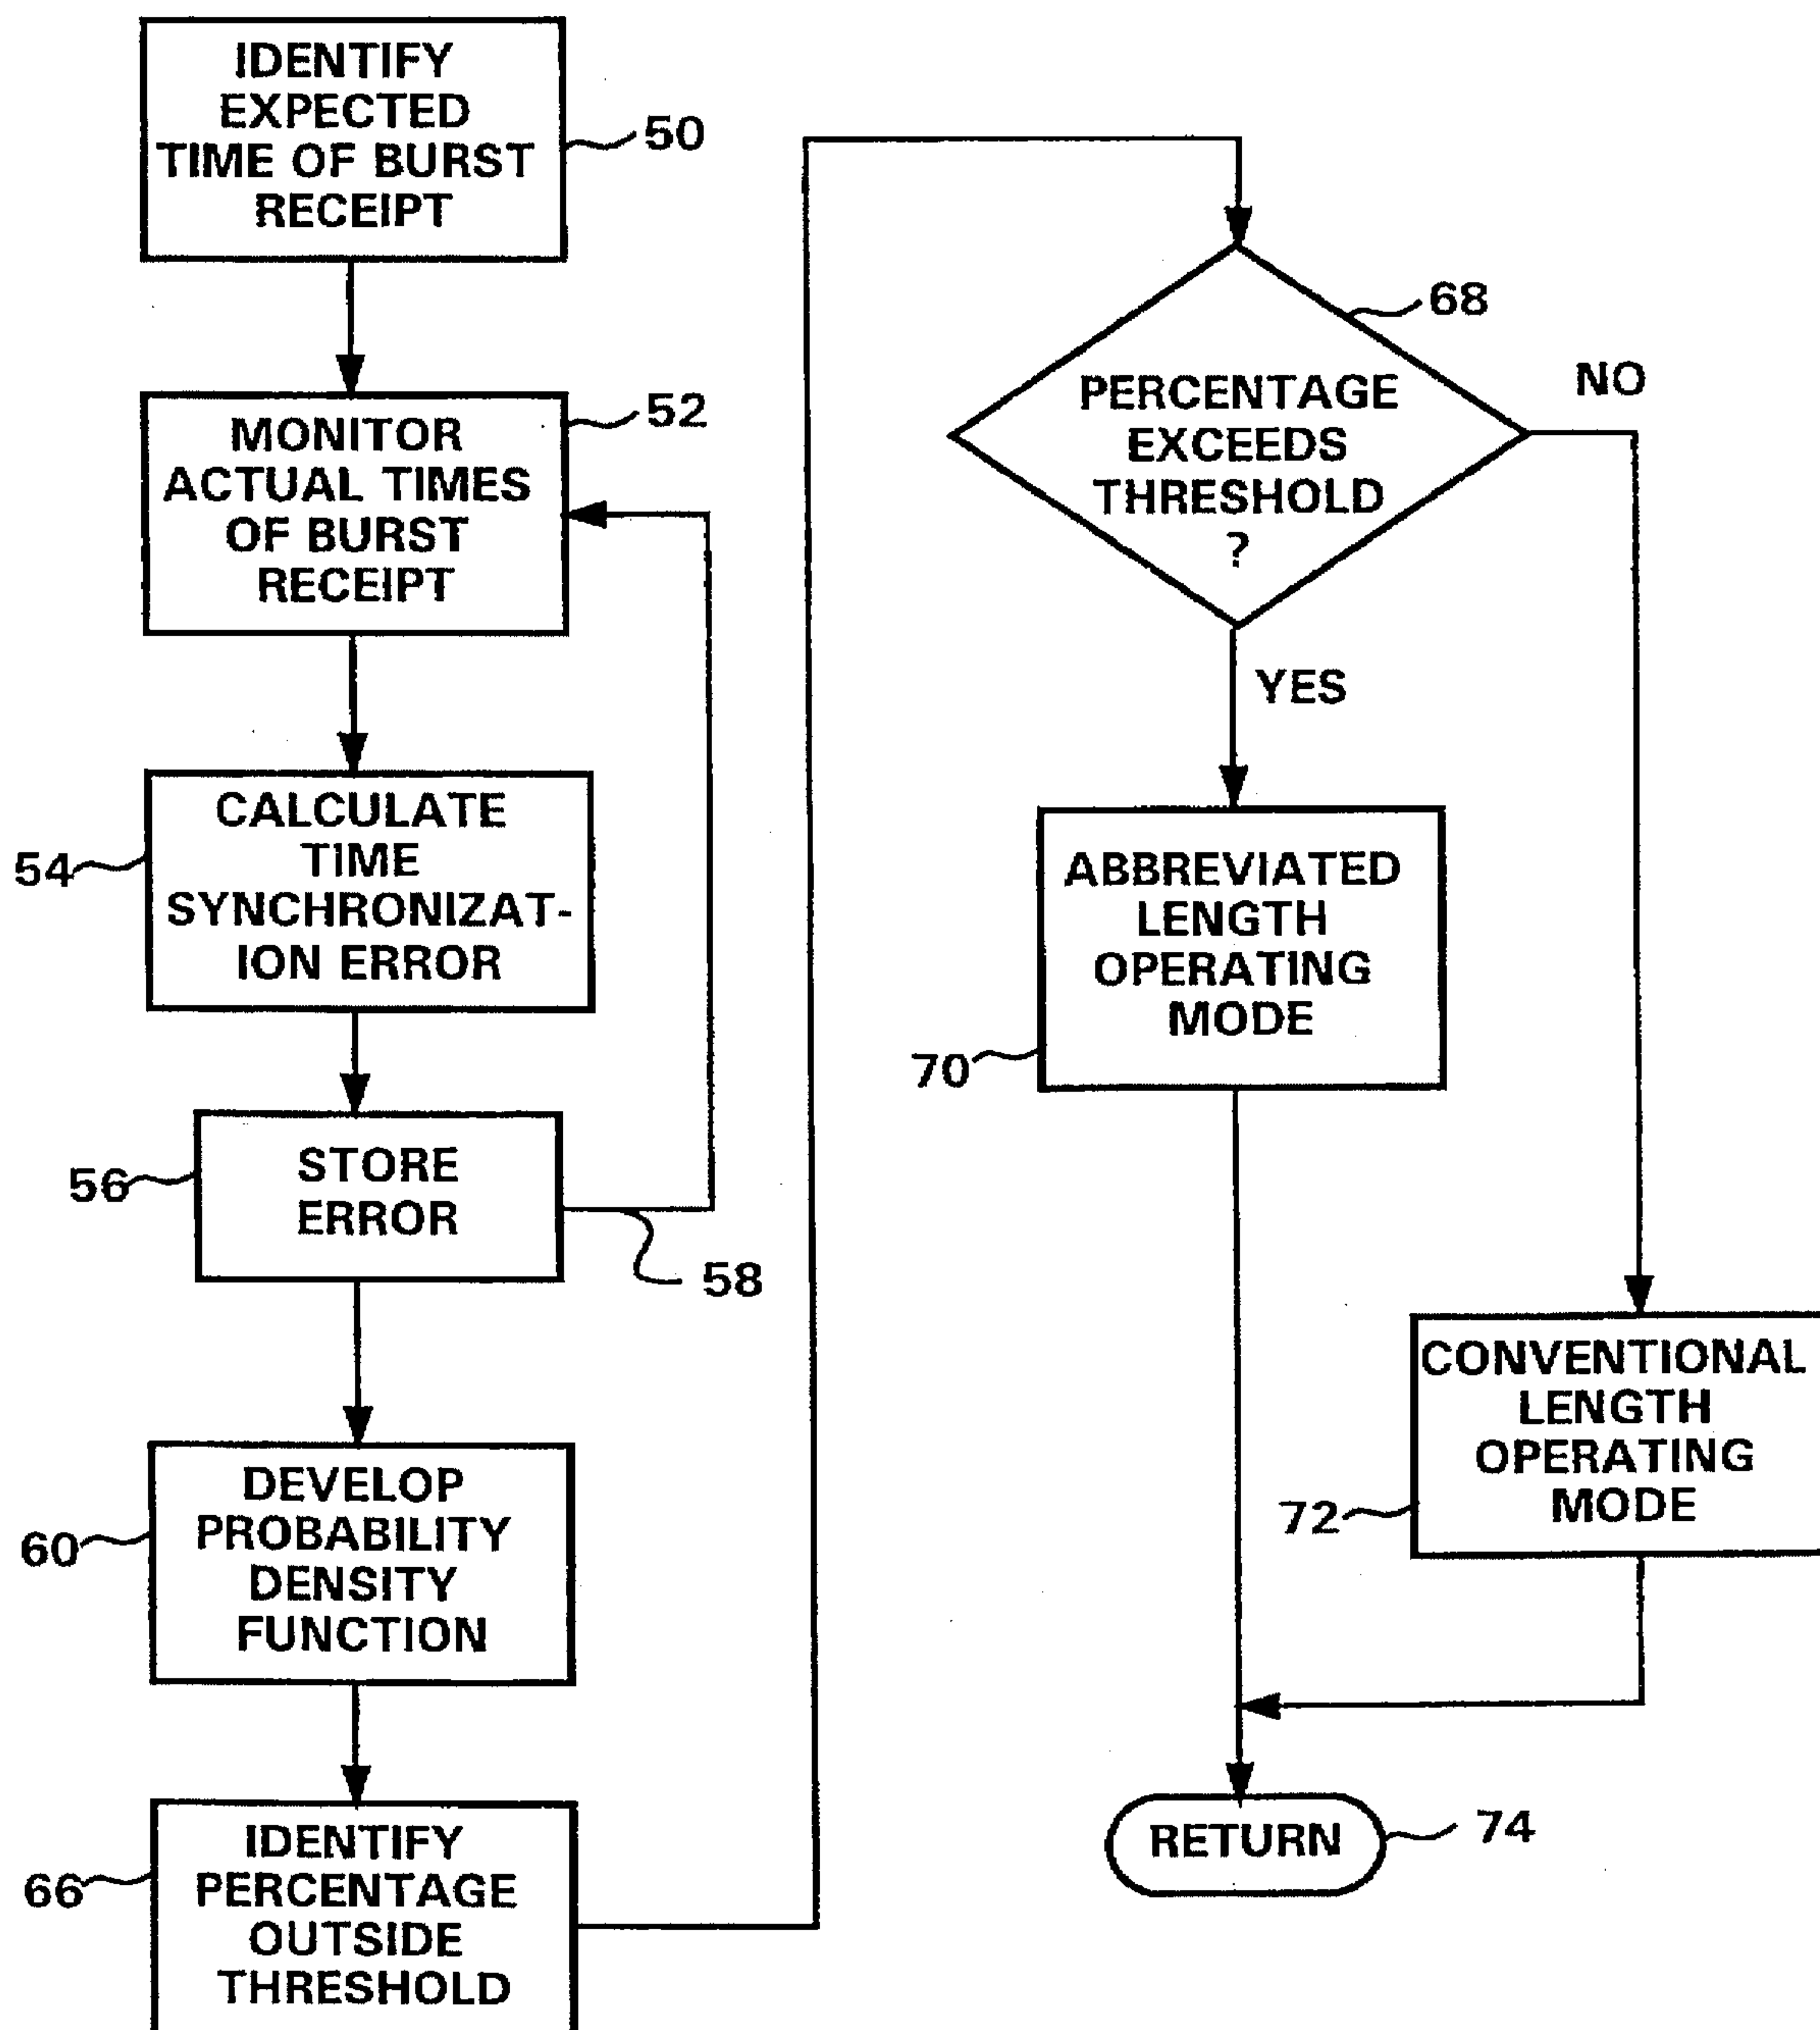 IDENTIFY
EXPECTED
TIME OF BURST
RECEIPT
50
MONITOR
ACTUAL TIMES
OF BURST
RECEIPT
52
CALCULATE
TIME
SYNCHRONIZAT-
ION ERROR
54
STORE
ERROR
56
58
DEVELOP
PROBABILITY
DENSITY
FUNCTION
60
IDENTIFY
PERCENTAGE
OUTSIDE
THRESHOLD
66
PERCENTAGE
EXCEEDS
THRESHOLD
?
68
NO
YES
ABBREVIATED
LENGTH
OPERATING
MODE
70
CONVENTIONAL
LENGTH
OPERATING
MODE
72
RETURN
74